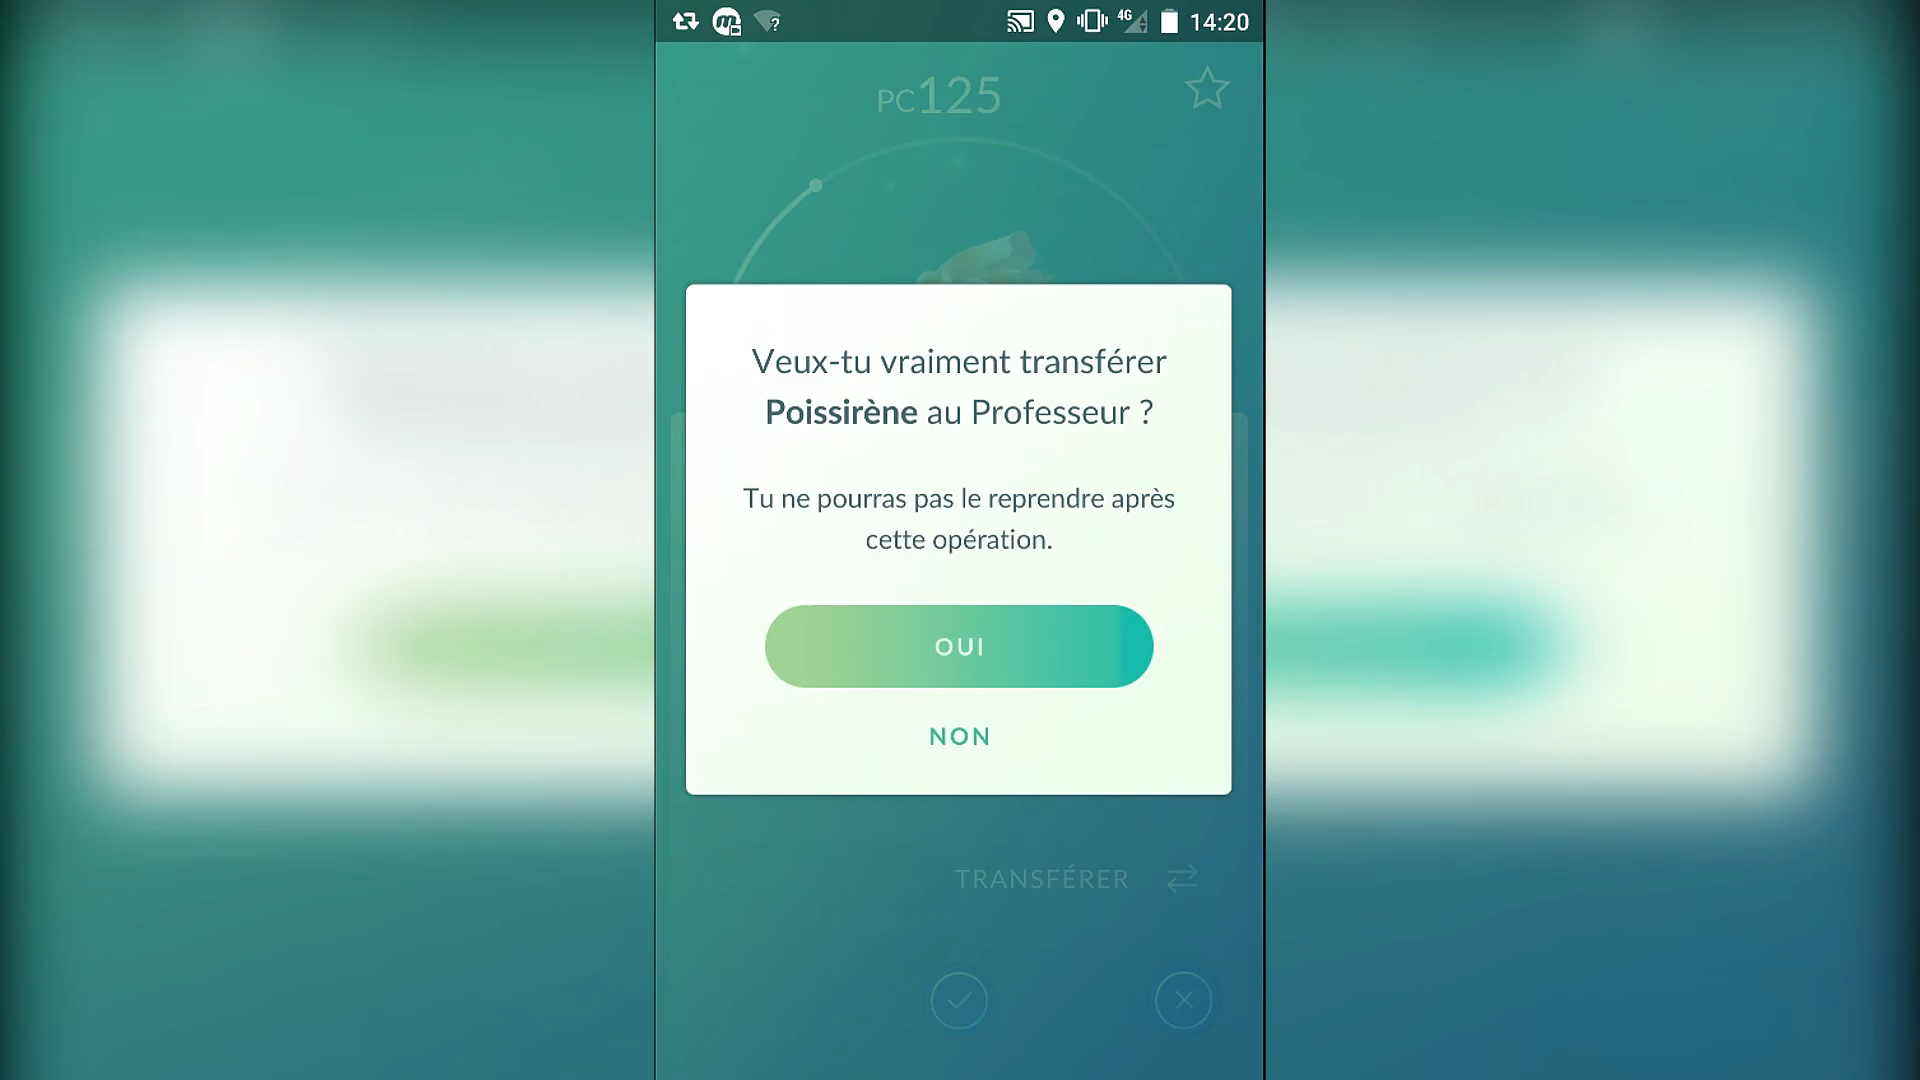 4G 14:20
PC125
Veux-tu vraiment transférer
Poissirène au Professeur ?
Tu ne pourras pas le reprendre après
cette opération.
OUI
NON
TRANSFÉRER